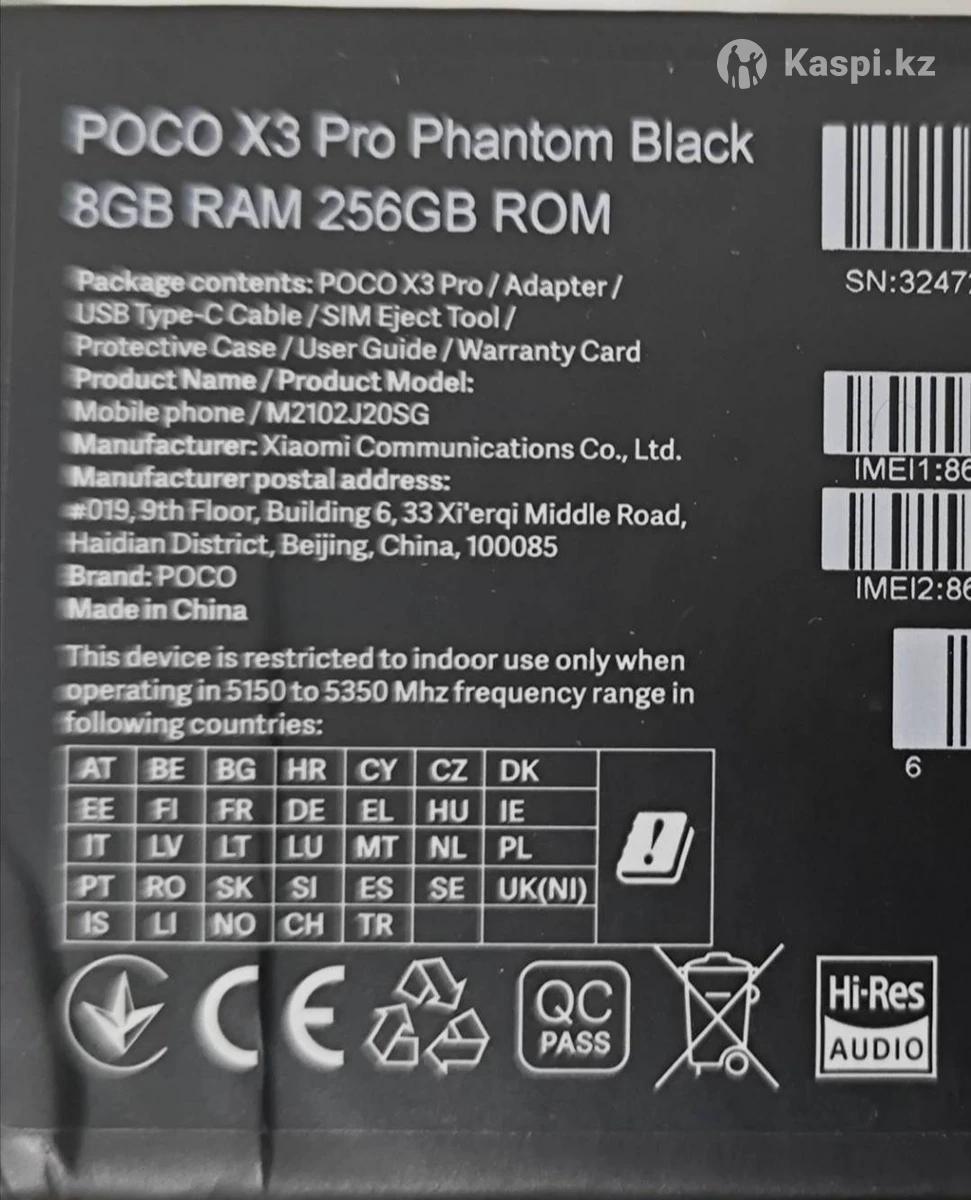 Kaspi.kz
POCO X3 Pro Phantom Black
8GB RAM 256GB ROM
Package contents: POCO X3 Pro / Adapter /
USB Type-C Cable / SIM Eject Tool /
Protective Case / User Guide / Warranty Card
Product Name / Product Model:
Mobile phone / M2102J20SG
Manufacturer: Xiaomi Communications Co., Ltd.
Manufacturer postal address:
#019, 9th Floor, Building 6, 33 Xi'erqi Middle Road,
Haidian District, Beijing, China, 100085
Brand: POCO
Made in China
This device is restricted to indoor use only when
operating in 5150 to 5350 Mhz frequency range in
following countries:
AT BE BG HR CY CZ DK
EE FI FR DE EL HU IE
IT LV LT LU MT NL PL
PT RO SK SI ES SE UK(NI)
IS LI NO CH TR
CE
QC
PASS
Hi-Res
AUDIO
SN:3247
IMEI1:86
IMEI2:86
6